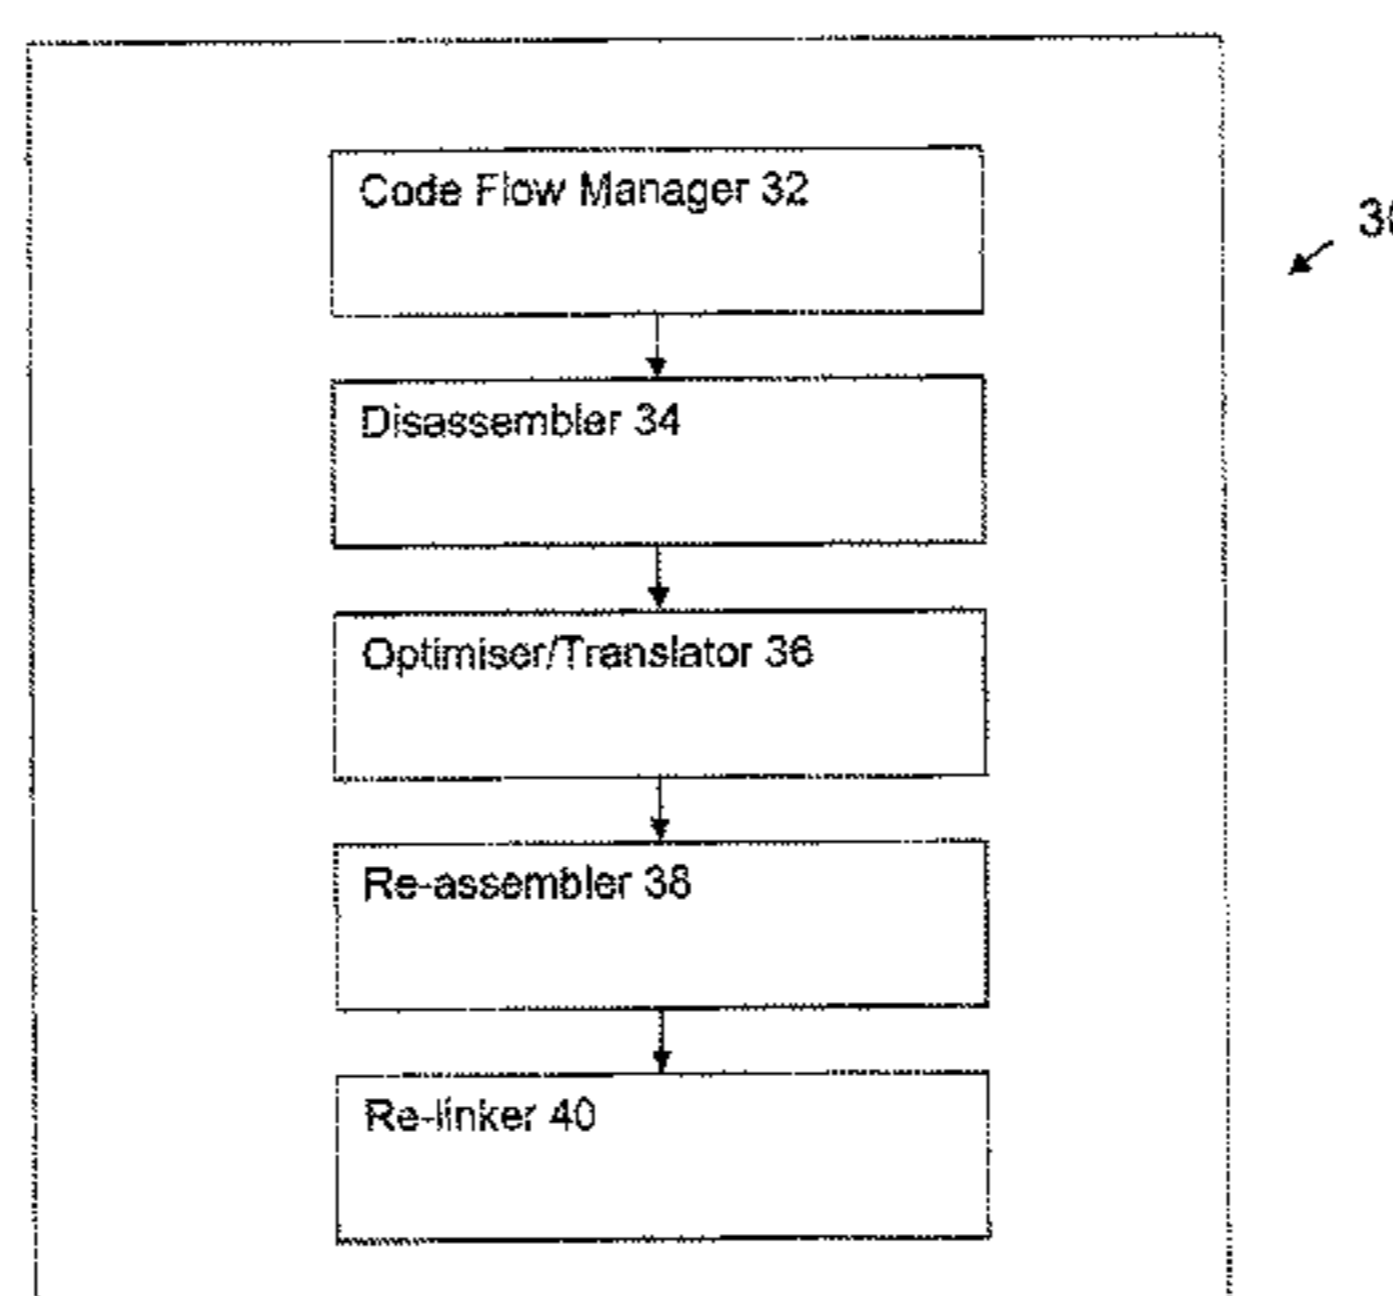 Code Flow Manager 32
Disassembler 34
Optimiser/Translator 36
Re-assembler 38
Re-linker 40